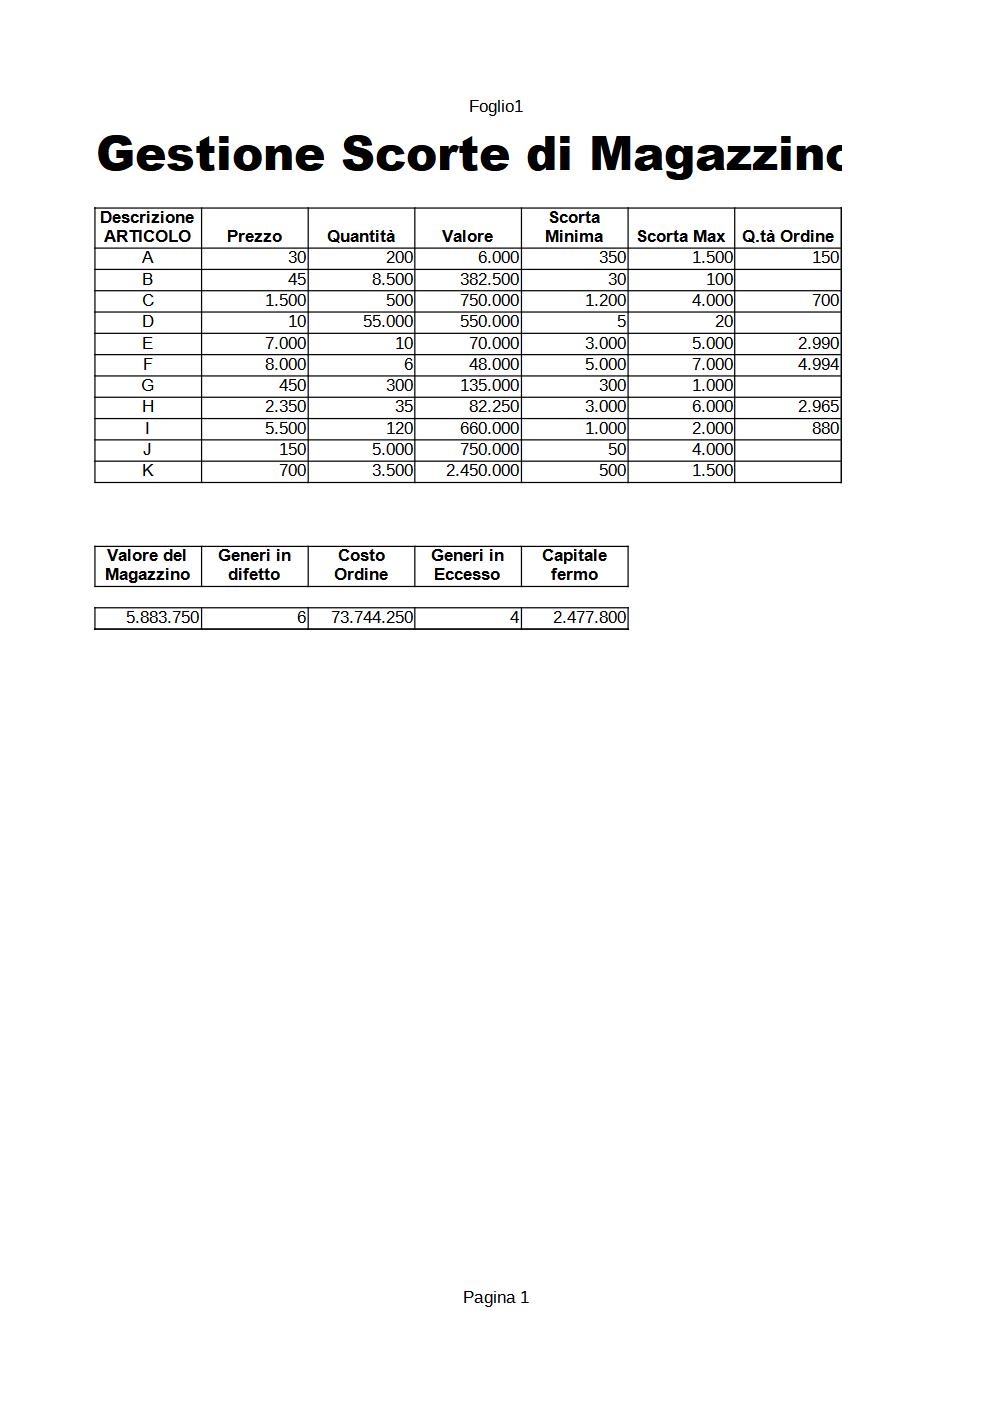 Foglio1
Gestione Scorte di Magazzino
Descrizione ARTICOLO Prezzo Quantità Valore Scorta Minima Scorta Max Q.tà Ordine
A 30 200 6.000 350 1.500 150
B 45 8.500 382.500 30 100
C 1.500 500 750.000 1.200 4.000 700
D 10 55.000 550.000 5 20
E 7.000 10 70.000 3.000 5.000 2.990
F 8.000 6 48.000 5.000 7.000 4.994
G 450 300 135.000 300 1.000
H 2.350 35 82.250 3.000 6.000 2.965
I 5.500 120 660.000 1.000 2.000 880
J 150 5.000 750.000 50 4.000
K 700 3.500 2.450.000 500 1.500
Valore del Magazzino Generi in difetto Costo Ordine Generi in Eccesso Capitale fermo
5.883.750 6 73.744.250 4 2.477.800
Pagina 1